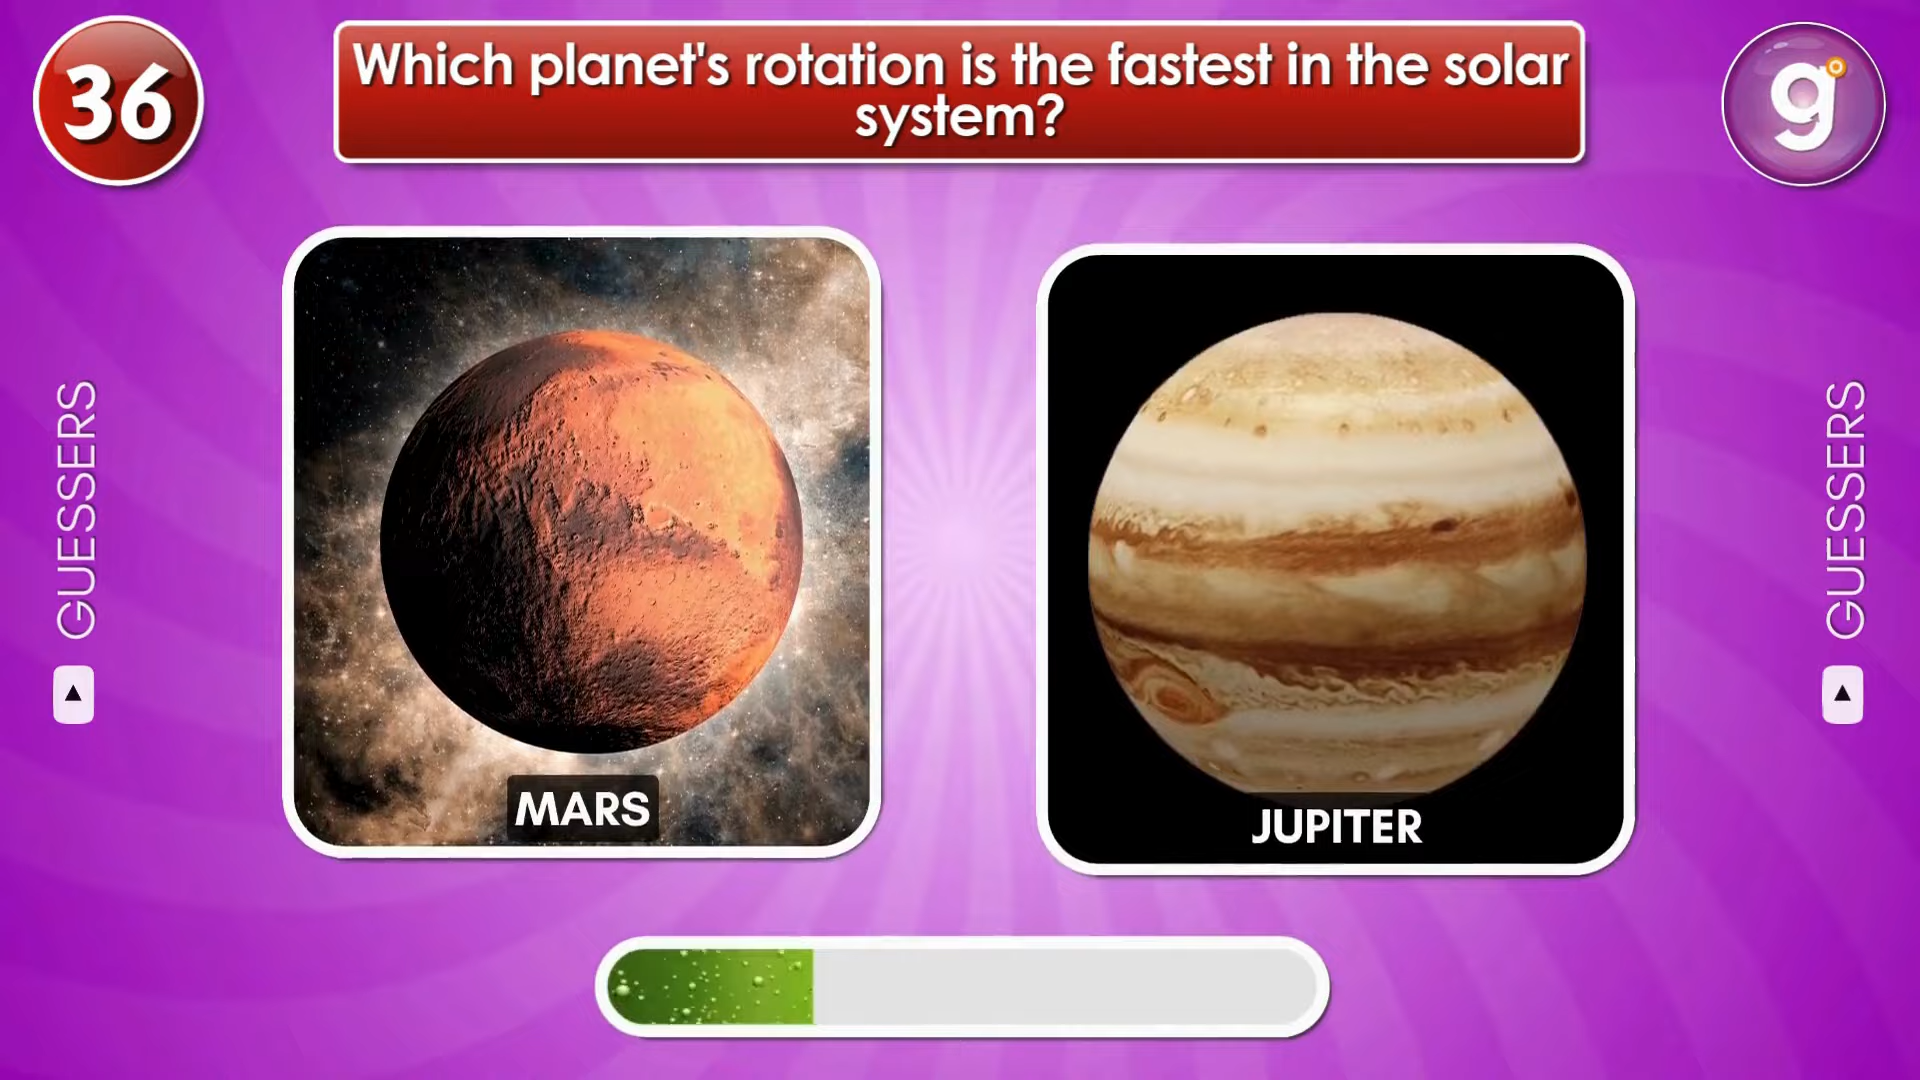 36
Which planet's rotation is the fastest in the solar
system?
g
GUESSERS
GUESSERS
MARS
JUPITER